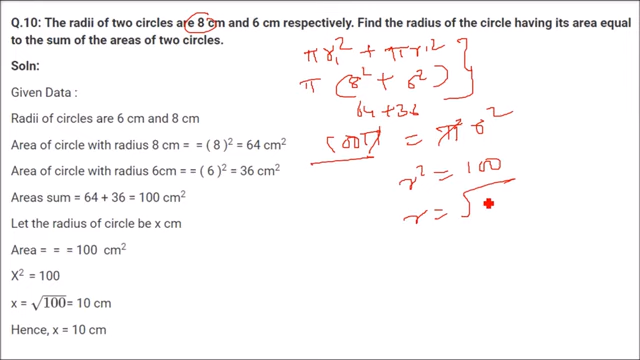 Q.10: The radii of two circles are 8 cm and 6 cm respectively. Find the radius of the circle having its area equal
to the sum of the areas of two circles.
Soln:
Given Data :
Radii of circles are 6 cm and 8 cm
Area of circle with radius 8 cm = = ( 8 )² = 64 cm²
Area of circle with radius 6cm = = ( 6 )² = 36 cm²
Areas sum = 64 + 36 = 100 cm²
Let the radius of circle be x cm
Area = = = 100 cm²
X² = 100
x = √100= 10 cm
Hence, x = 10 cm
πr₁² + πr²
π (8² + 6²)
64+36
100π =
r² = 100
r = √